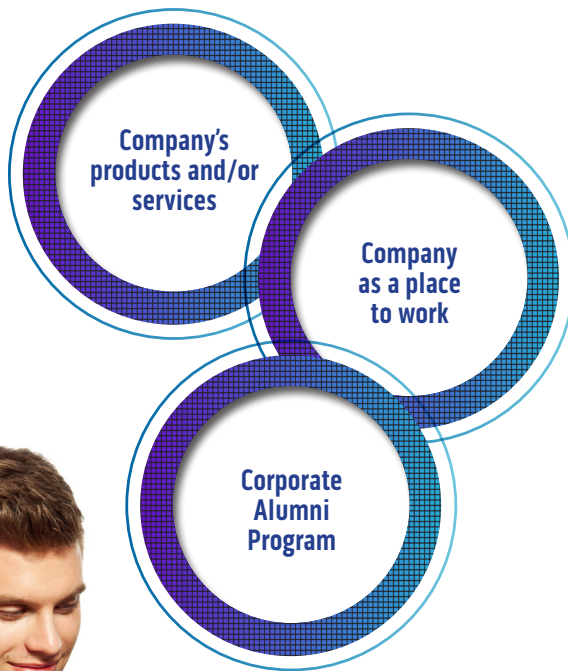 Company’s
products and/or
services
Company
as a place
to work
Corporate
Alumni
Program